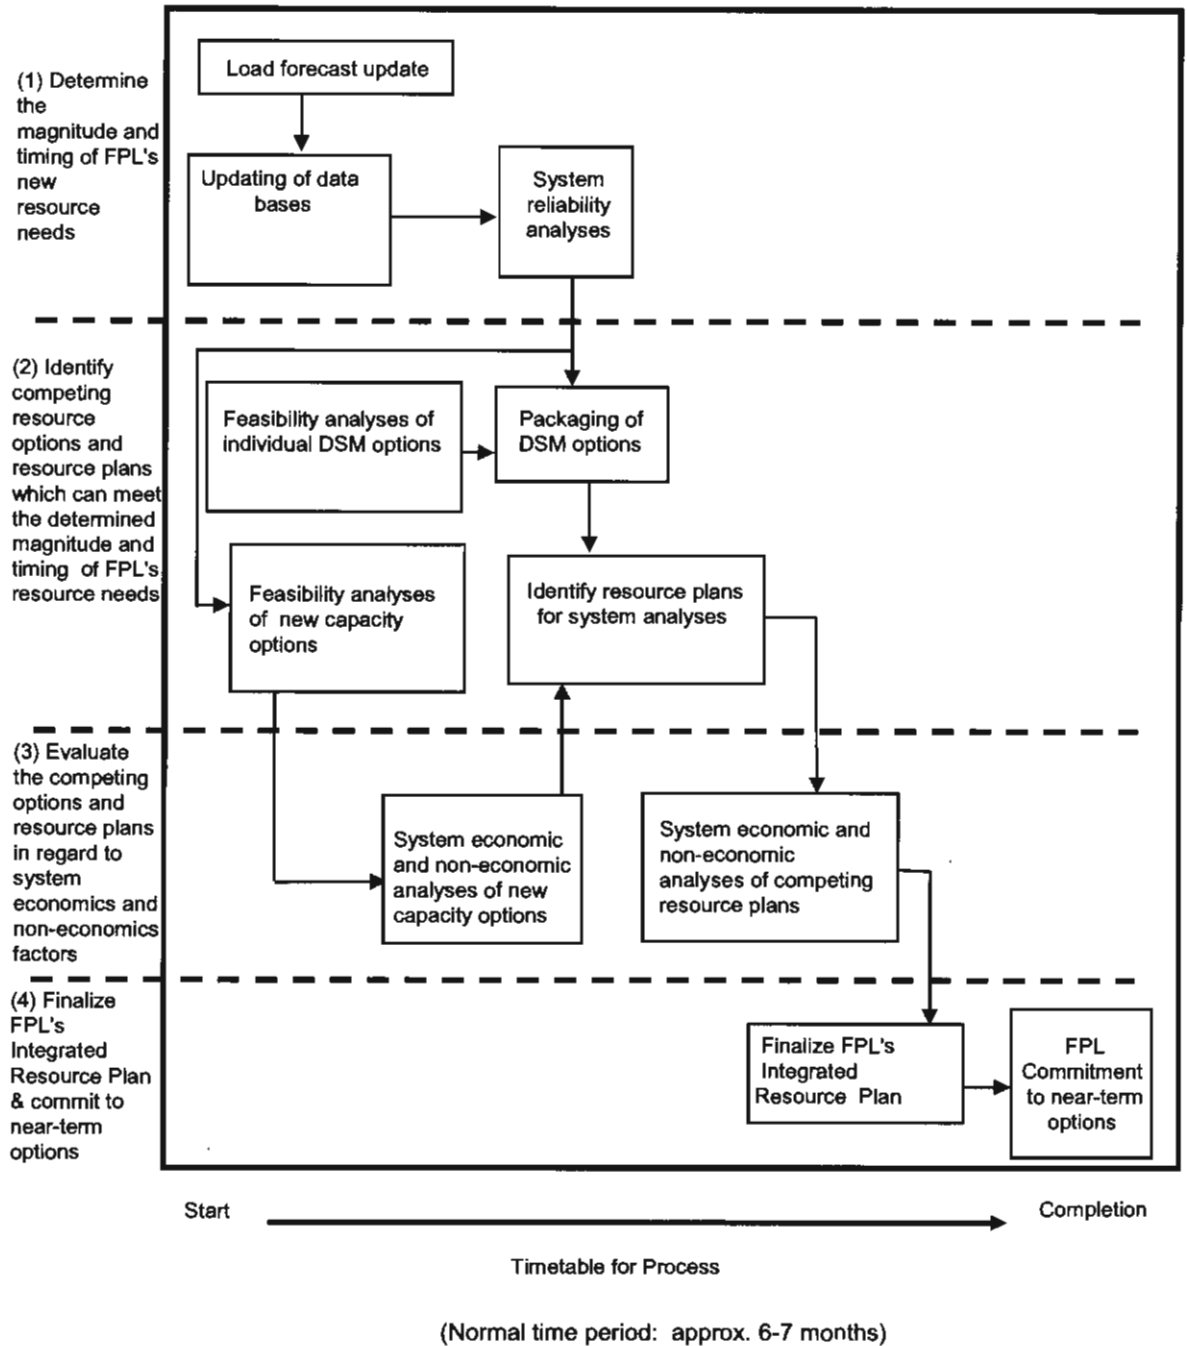 (1) Determine
the
magnitude and
timing of FPL's
new
resource
needs
Load forecast update
Updating of data
bases
System
reliability
analyses
(2) Identify
competing
resource
options and
resource plans
which can meet
the determined
magnitude and
timing of FPL's
resource needs
Feasibility analyses of
individual DSM options
Packaging of
DSM options
Feasibility analyses
of new capacity
options
Identify resource plans
for system analyses
(3) Evaluate
the competing
options and
resource plans
in regard to
system
economics and
non-economics
factors
System economic
and non-economic
analyses of new
capacity options
System economic and
non-economic
analyses of competing
resource plans
(4) Finalize
FPL's
Integrated
Resource Plan
& commit to
near-term
options
Finalize FPL's
Integrated
Resource Plan
FPL
Commitment
to near-term
options
Start
Completion
Timetable for Process
(Normal time period: approx. 6-7 months)